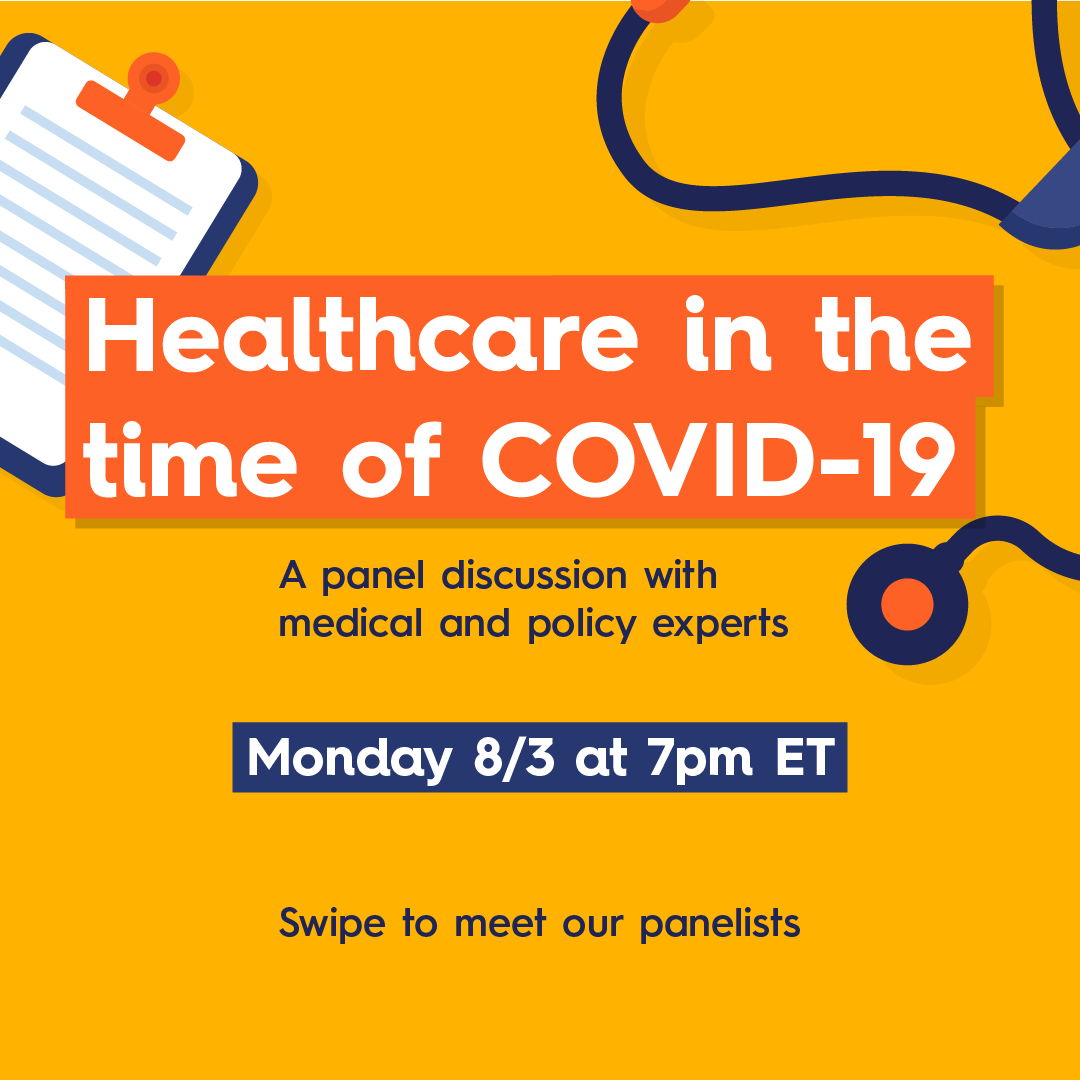 Healthcare in the
time of COVID-19
A panel discussion with
medical and policy experts
Monday 8/3 at 7pm ET
Swipe to meet our panelists